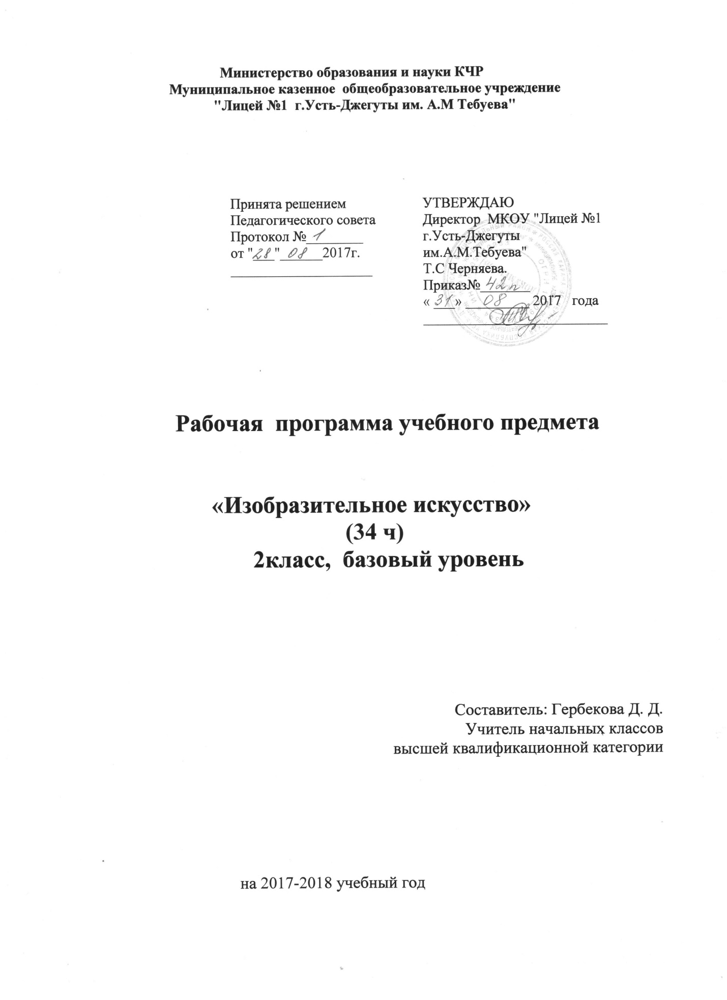 Министерство образования и науки КЧР
Муниципальное казенное общеобразовательное учреждение
"Лицей №1 г.Усть-Джегуты им. А.М Тебуева"
Принята решением
Педагогического совета
Протокол № 1
от "28" 08 2017г.
УТВЕРЖДАЮ
Директор МКОУ "Лицей №1
г.Усть-Джегуты
им.А.М.Тебуева"
Т.С Черняева.
Приказ№ 42п
« 31 » 08 2017 года
Рабочая программа учебного предмета
«Изобразительное искусство»
(34 ч)
2класс, базовый уровень
Составитель: Гербекова Д. Д.
Учитель начальных классов
высшей квалификационной категории
на 2017-2018 учебный год